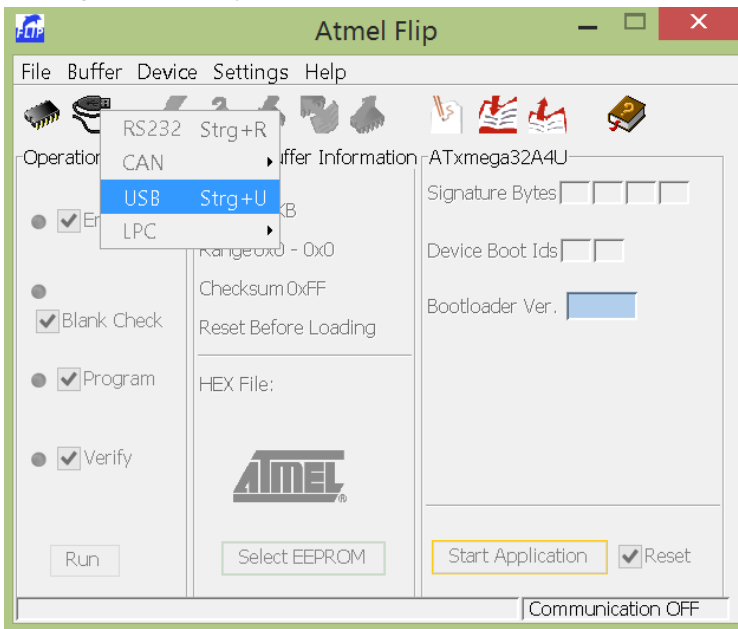 FLIP
Atmel Flip
File Buffer Device Settings Help
RS232 Strg+R
CAN
USB Strg+U
LPC
Buffer Information
ATxmega32A4U
Signature Bytes
Range 0x0 - 0x0
Device Boot Ids
Checksum 0xFF
Bootloader Ver.
Blank Check
Reset Before Loading
Program
HEX File:
Verify
ATMEL
Run
Select EEPROM
Start Application
Reset
Communication OFF